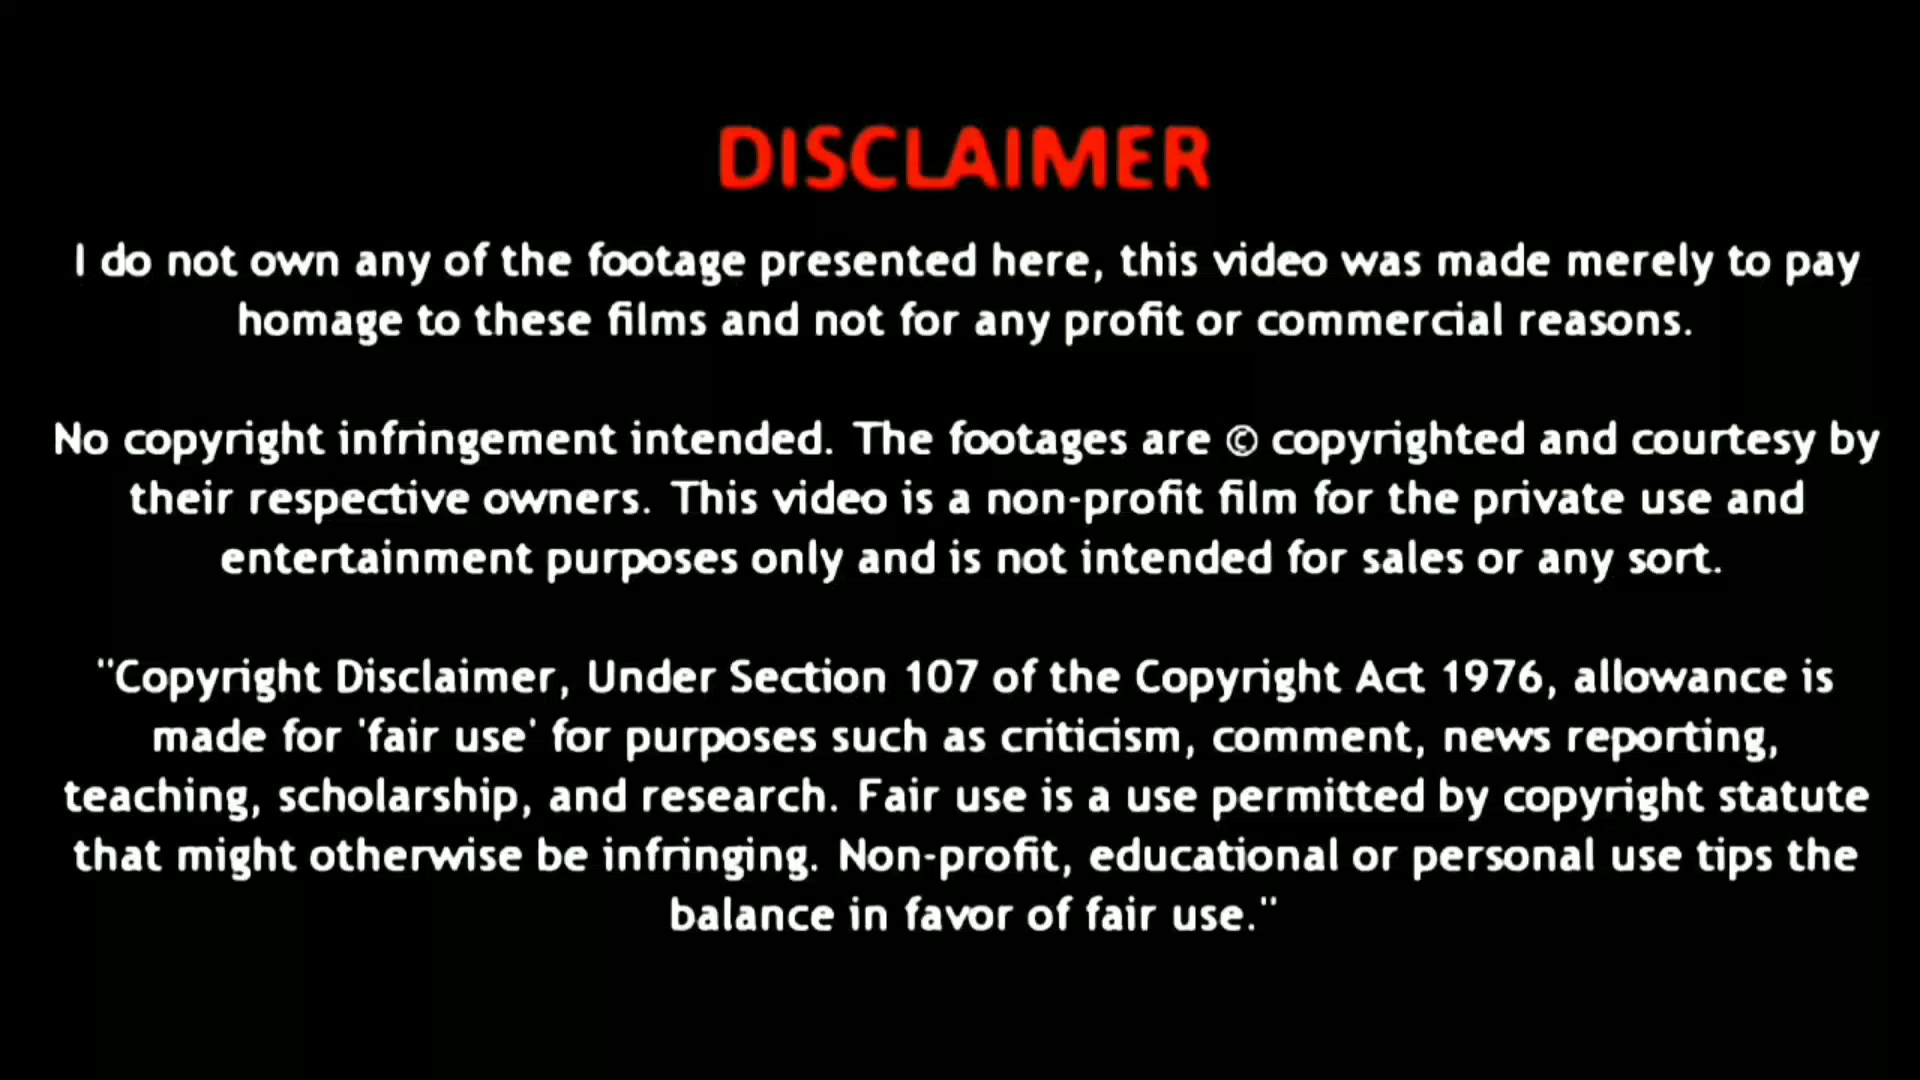 DISCLAIMER
I do not own any of the footage presented here, this video was made merely to pay
homage to these films and not for any profit or commercial reasons.
No copyright infringement intended. The footages are © copyrighted and courtesy by
their respective owners. This video is a non-profit film for the private use and
entertainment purposes only and is not intended for sales or any sort.
"Copyright Disclaimer, Under Section 107 of the Copyright Act 1976, allowance is
made for 'fair use' for purposes such as criticism, comment, news reporting,
teaching, scholarship, and research. Fair use is a use permitted by copyright statute
that might otherwise be infringing. Non-profit, educational or personal use tips the
balance in favor of fair use."